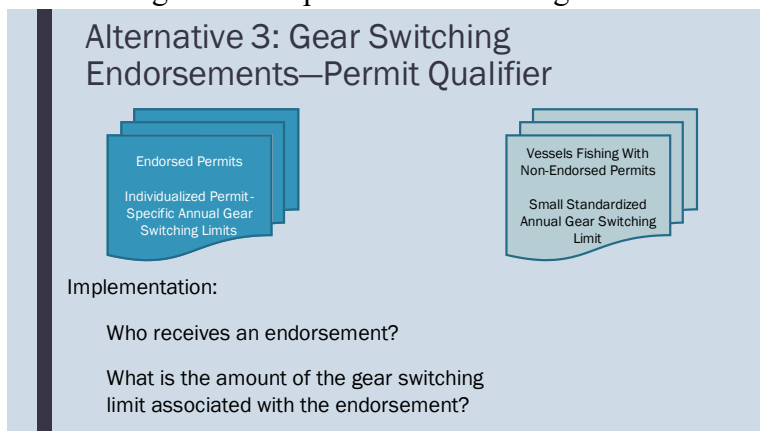 Alternative 3: Gear Switching
Endorsements—Permit Qualifier
Endorsed Permits
Individualized Permit-
Specific Annual Gear
Switching Limits
Vessels Fishing With
Non-Endorsed Permits
Small Standardized
Annual Gear Switching
Limit
Implementation:
Who receives an endorsement?
What is the amount of the gear switching
limit associated with the endorsement?